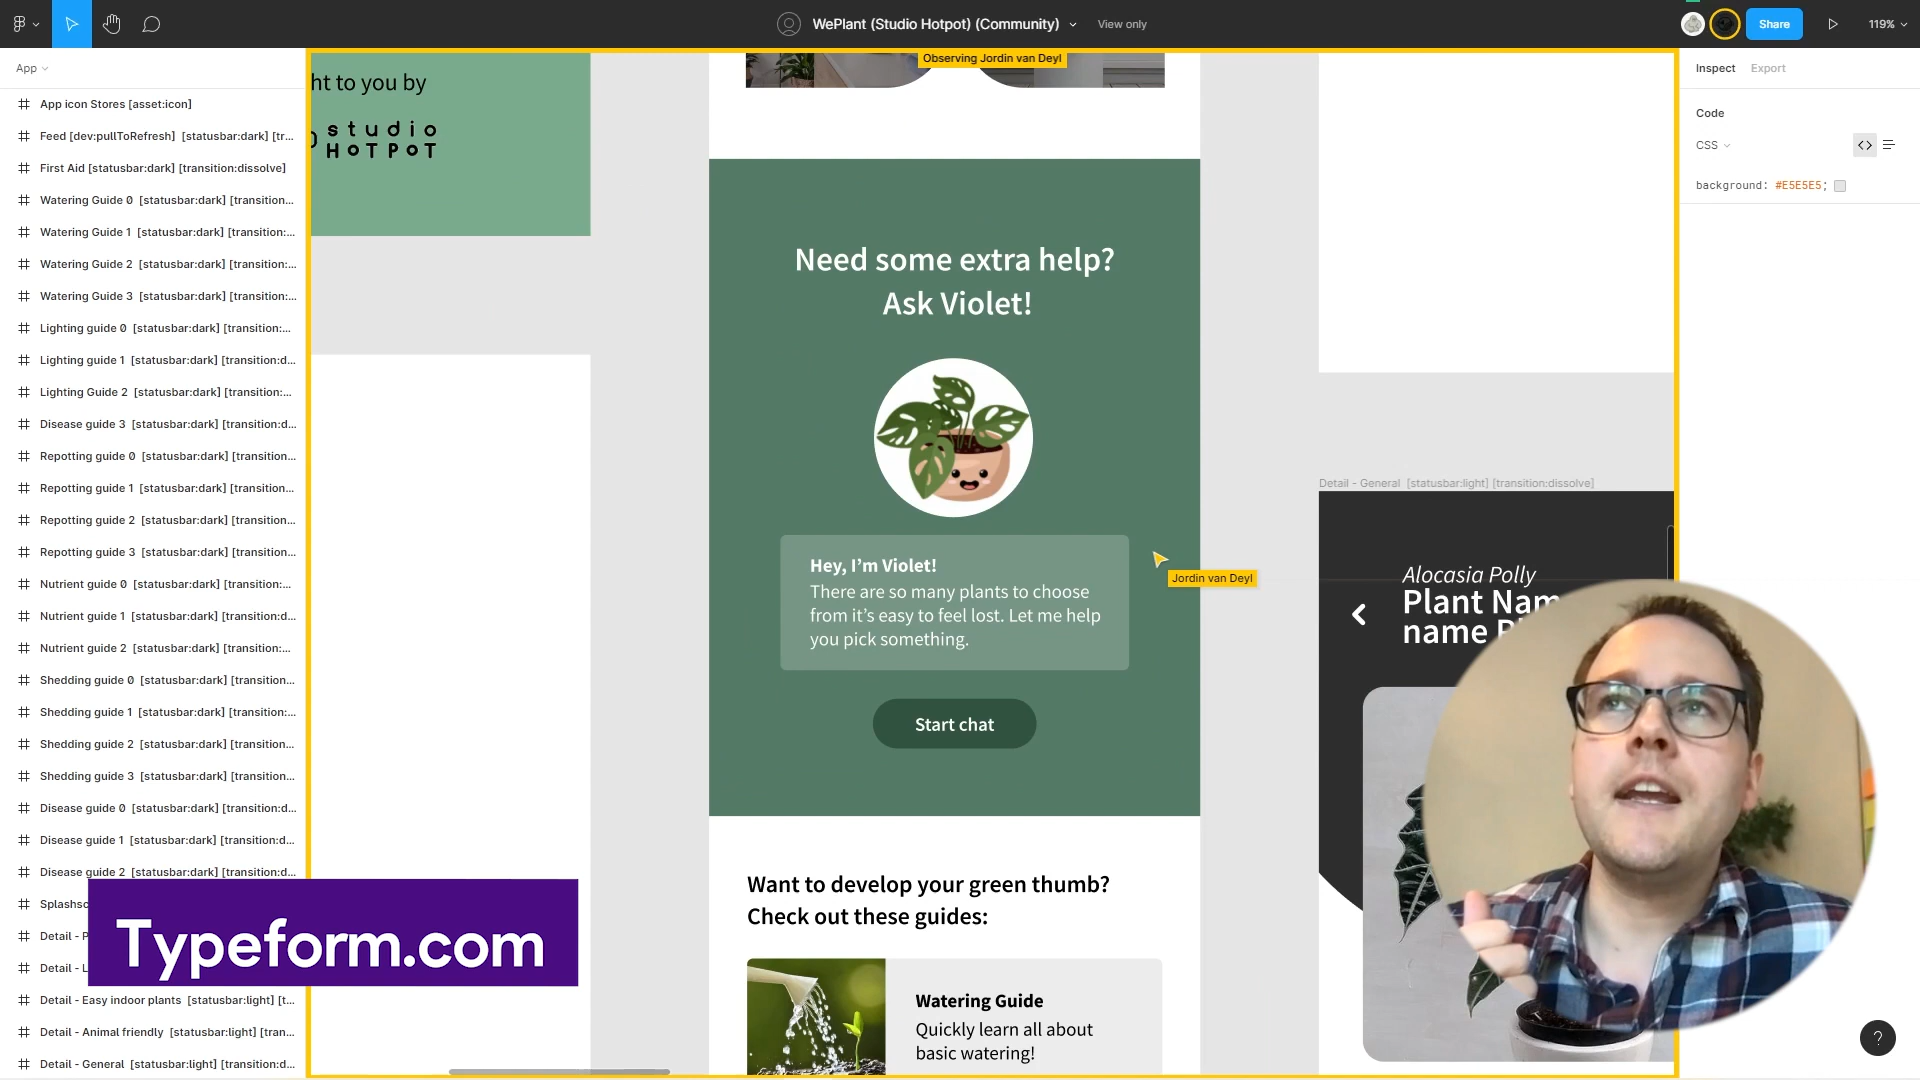 WePlant (Studio Hotpot) (Community)
View only
Share
119%
App
App icon Stores [asset:icon]
Feed [dev:pullToRefresh] [statusbar:dark] [tr...
First Aid [statusbar:dark] [transition:dissolve]
Watering Guide 0 [statusbar:dark] [transition...
Watering Guide 1 [statusbar:dark] [transition:...
Watering Guide 2 [statusbar:dark] [transition:...
Watering Guide 3 [statusbar:dark] [transition:...
Lighting guide 0 [statusbar:dark] [transition:...
Lighting guide 1 [statusbar:dark] [transition:d...
Lighting Guide 2 [statusbar:dark] [transition:...
Disease guide 3 [statusbar:dark] [transition:...
Repotting guide 0 [statusbar:dark] [transition...
Repotting guide 1 [statusbar:dark] [transition...
Repotting guide 2 [statusbar:dark] [transition...
Repotting guide 3 [statusbar:dark] [transition...
Nutrient guide 0 [statusbar:dark] [transition:...
Nutrient guide 1 [statusbar:dark] [transition:d...
Nutrient guide 2 [statusbar:dark] [transition:...
Shedding guide 0 [statusbar:dark] [transition...
Shedding guide 1 [statusbar:dark] [transition:...
Shedding guide 2 [statusbar:dark] [transition...
Shedding guide 3 [statusbar:dark] [transition...
Disease guide 0 [statusbar:dark] [transition:d...
Disease guide 1 [statusbar:dark] [transition:d...
Disease guide 2 [statusbar:dark] [transition:d...
Splashsc
Detail - P
Detail - L
Detail - Easy indoor plants [statusbar:light] [t...
Detail - Animal friendly [statusbar:light] [tran...
Detail - General [statusbar:light] [transition:d...
Typeform.com
ht to you by
studio
HOTPOT
Observing Jordin van Deyl
Need some extra help?
Ask Violet!
Hey, I'm Violet!
There are so many plants to choose
from it's easy to feel lost. Let me help
you pick something.
Start chat
Jordin van Deyl
Want to develop your green thumb?
Check out these guides:
Watering Guide
Quickly learn all about
basic watering!
Detail - General [statusbar:light] [transition:dissolve]
Alocasia Polly
Plant Nam
name P
Inspect
Export
Code
CSS
background: #E5E5E5;
?